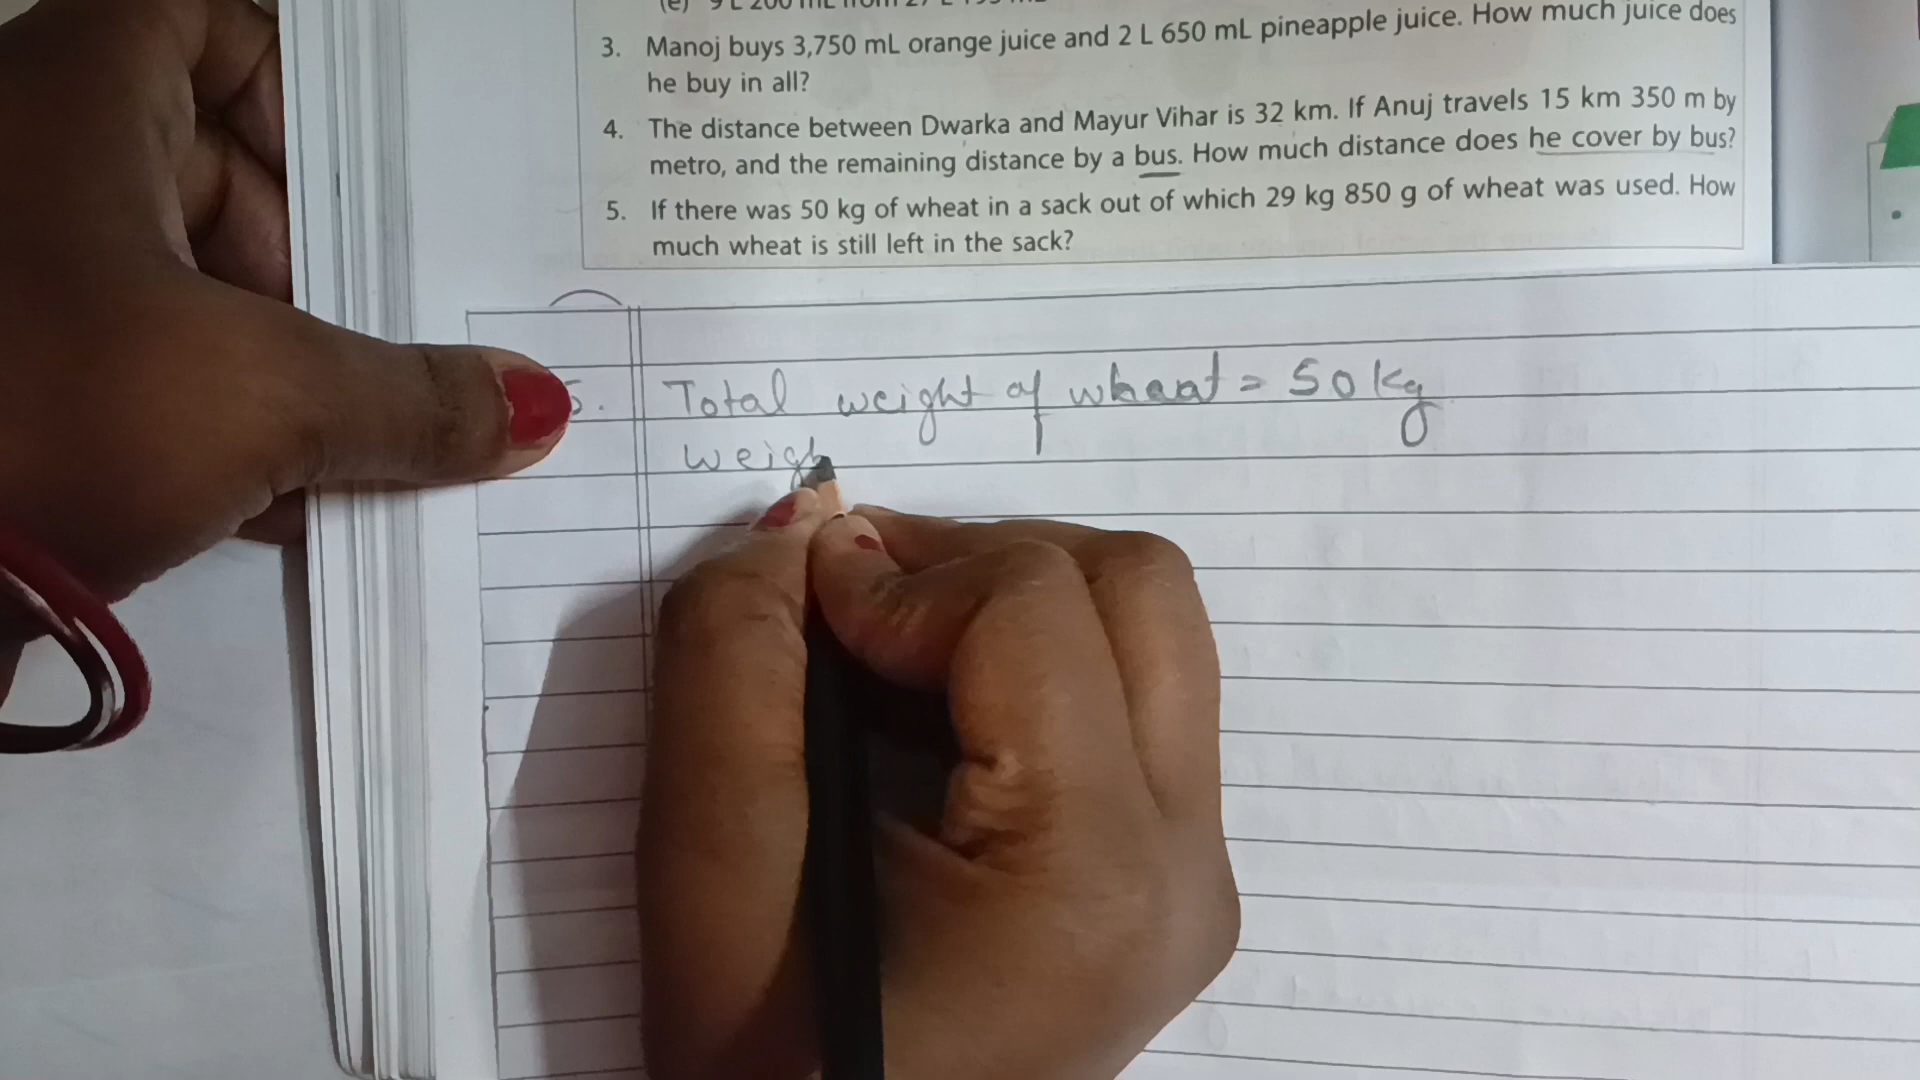 3. Manoj buys 3,750 mL orange juice and 2 L 650 mL pineapple juice. How much juice does
he buy in all?
4. The distance between Dwarka and Mayur Vihar is 32 km. If Anuj travels 15 km 350 m by
metro, and the remaining distance by a bus. How much distance does he cover by bus?
5. If there was 50 kg of wheat in a sack out of which 29 kg 850 g of wheat was used. How
much wheat is still left in the sack?
5. Total weight of wheat = 50 kg
weigh